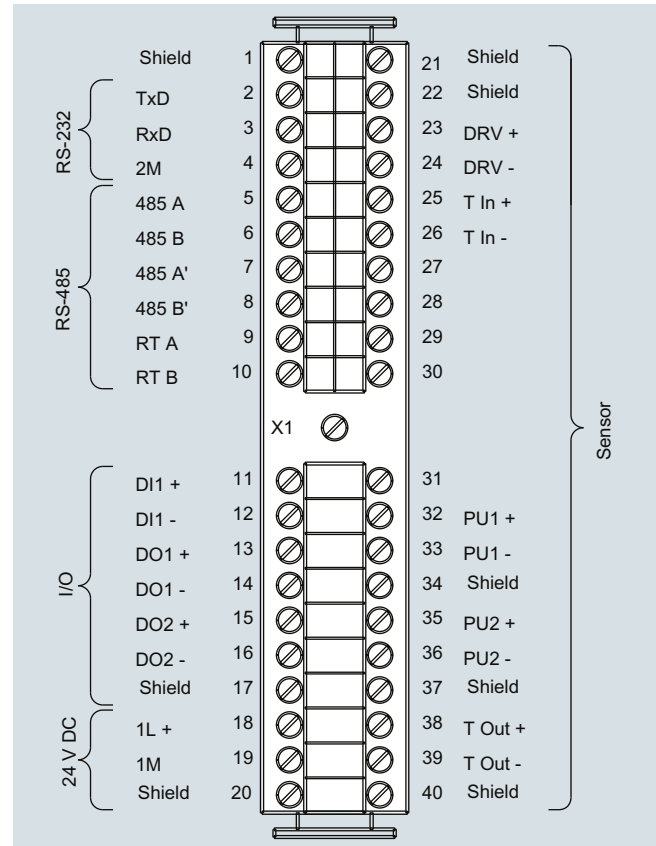 Shield 1 21 Shield
TxD 2 22 Shield
RxD 3 23 DRV +
2M 4 24 DRV -
RS-232
485 A 5 25 T In +
485 B 6 26 T In -
485 A' 7 27
485 B' 8 28
RT A 9 29
RT B 10 30
RS-485
X1
Sensor
DI1 + 11 31
DI1 - 12 32 PU1 +
DO1 + 13 33 PU1 -
DO1 - 14 34 Shield
DO2 + 15 35 PU2 +
DO2 - 16 36 PU2 -
Shield 17 37 Shield
I/O
1L + 18 38 T Out +
1M 19 39 T Out -
Shield 20 40 Shield
24 V DC